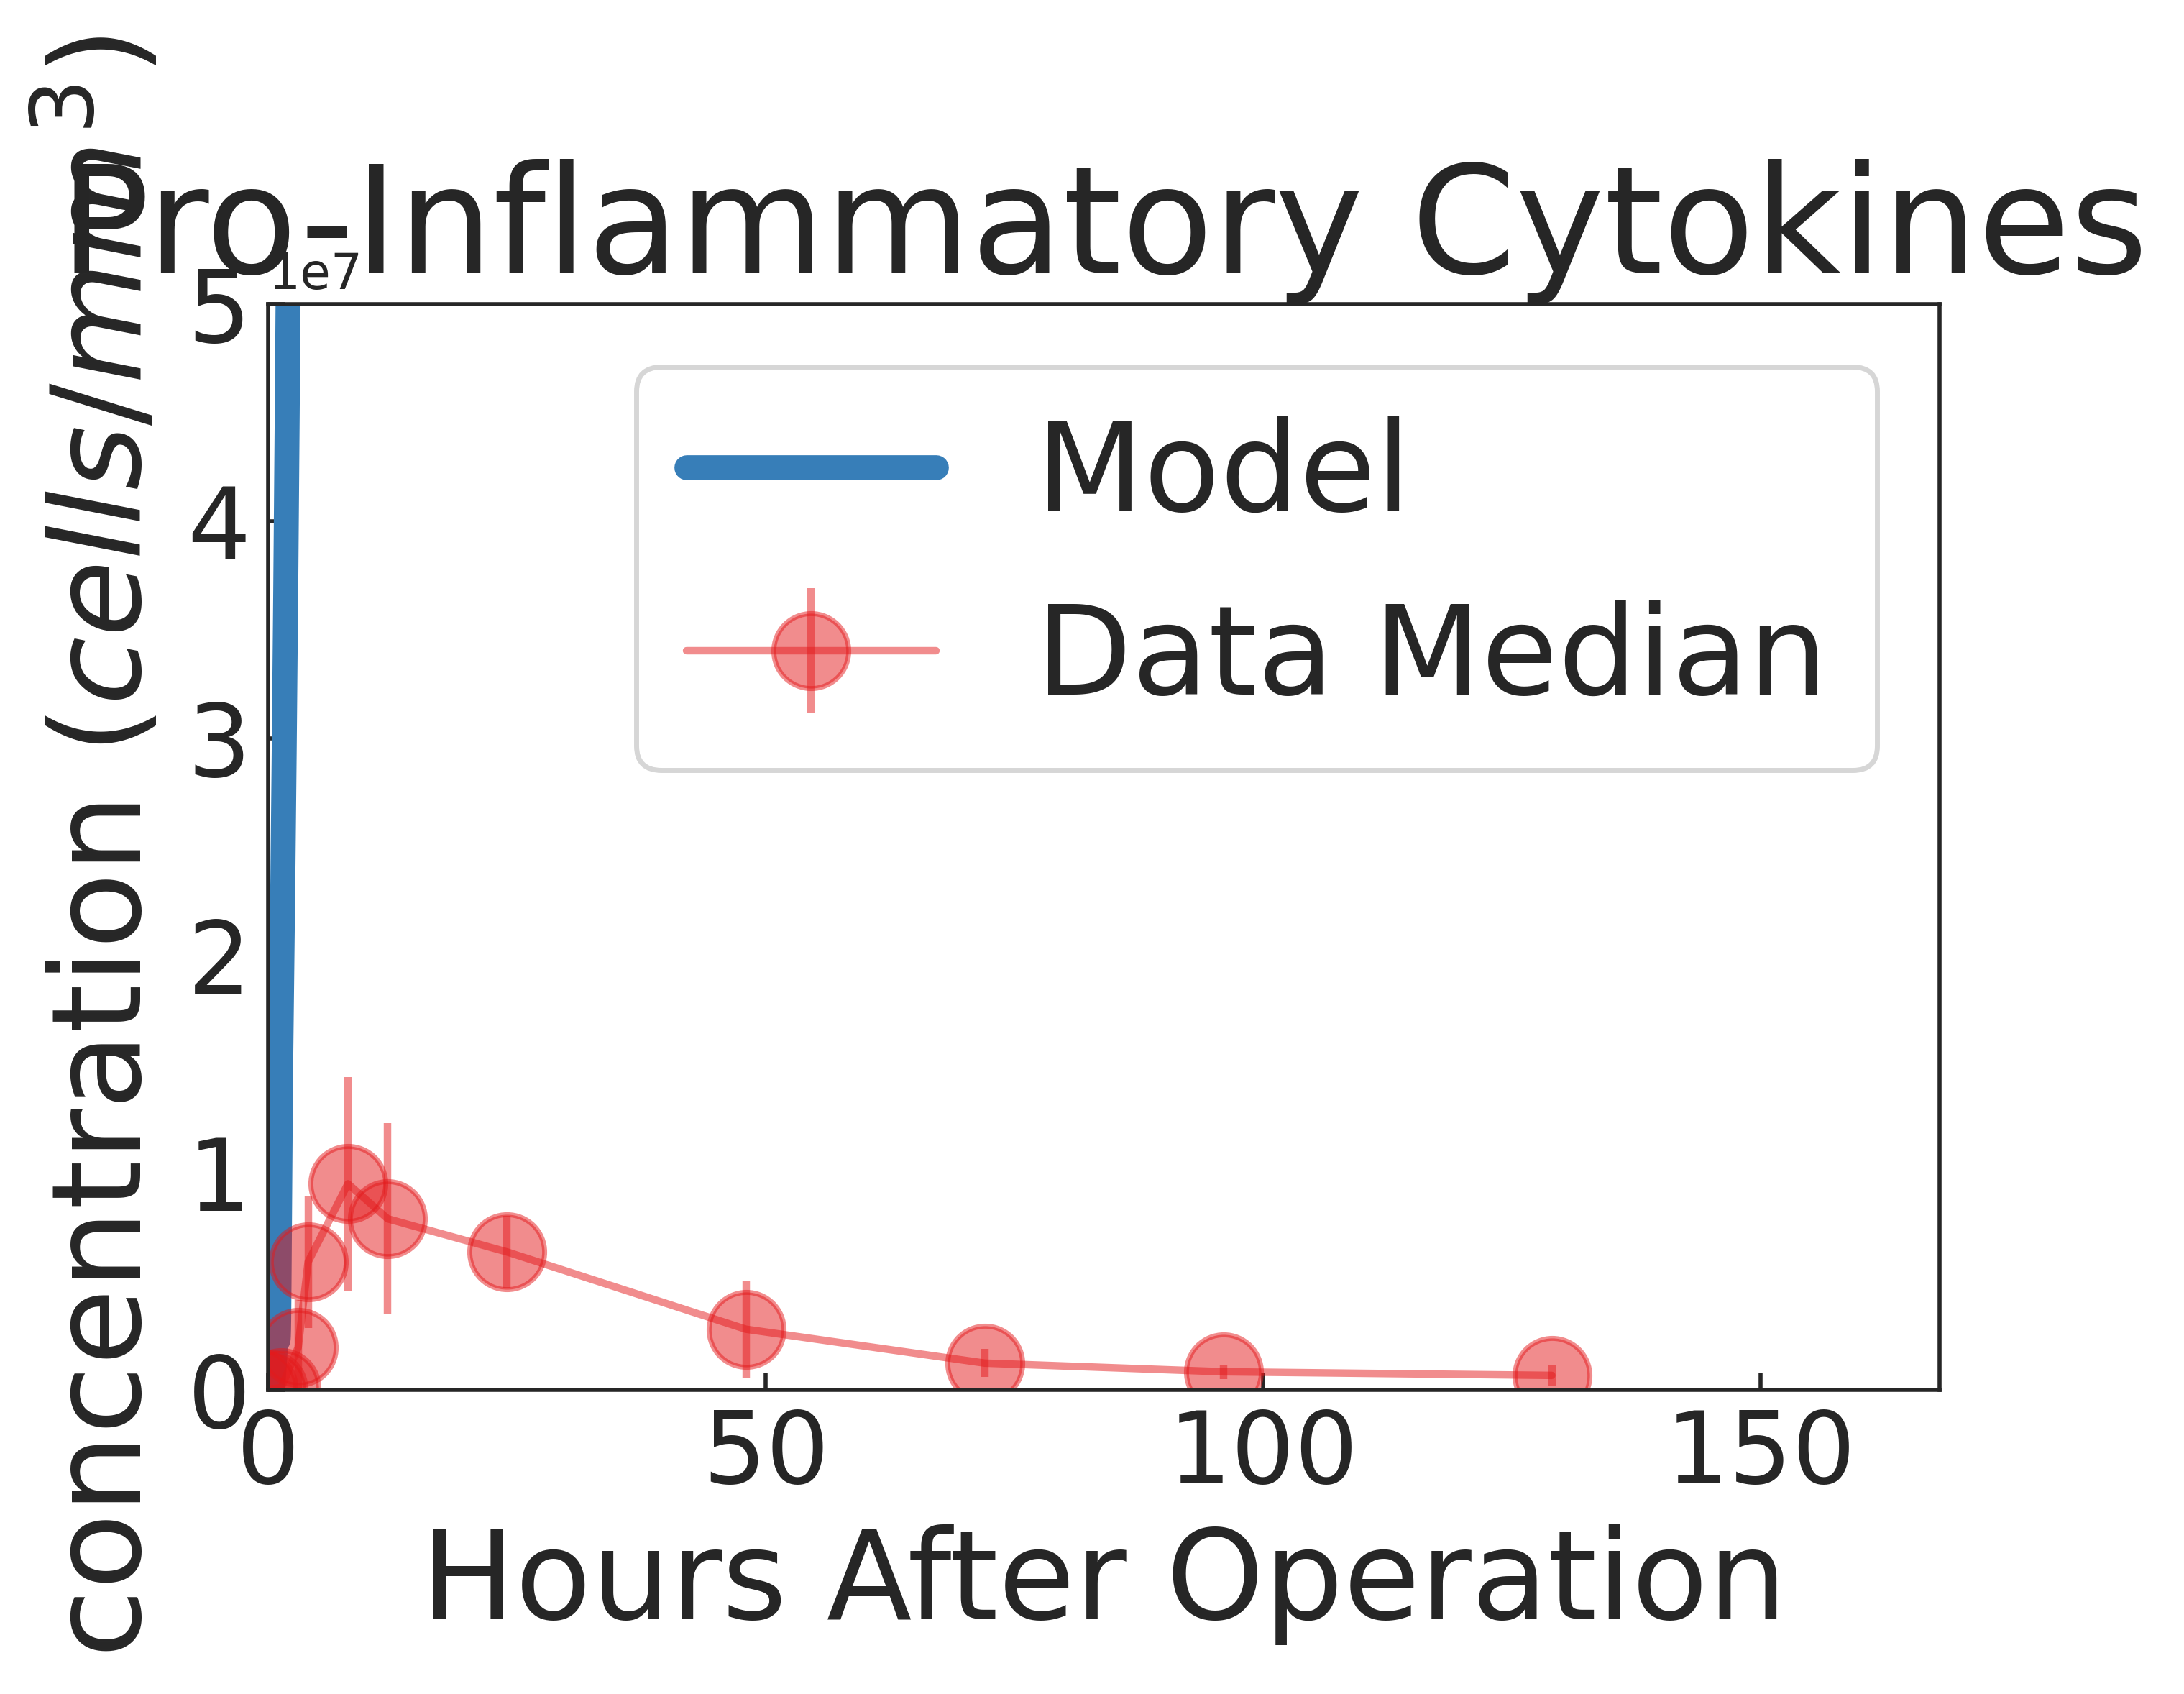 Pro-Inflammatory Cytokines
1e7
concentration (cells/mm³)
5
4
3
2
1
0
Model
Data Median
0 50 100 150
Hours After Operation